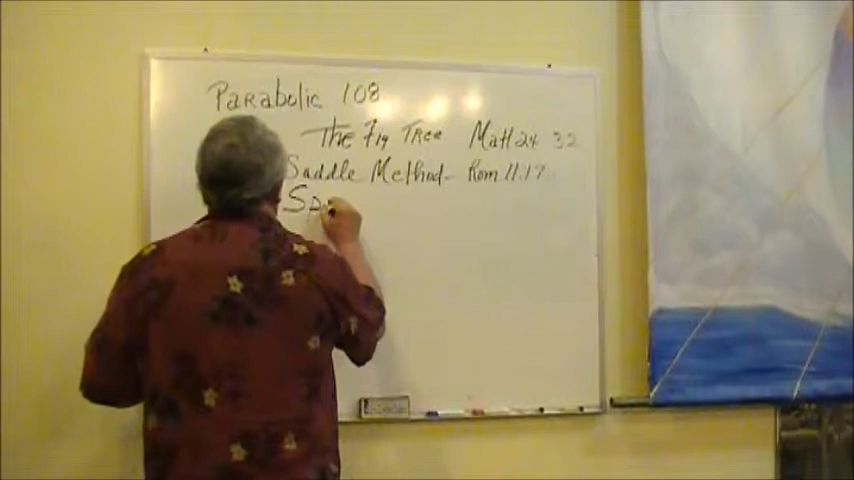 Parabolic 108
The Fig Tree Matt 24 32
Saddle Method - Rom 11:17
Sp